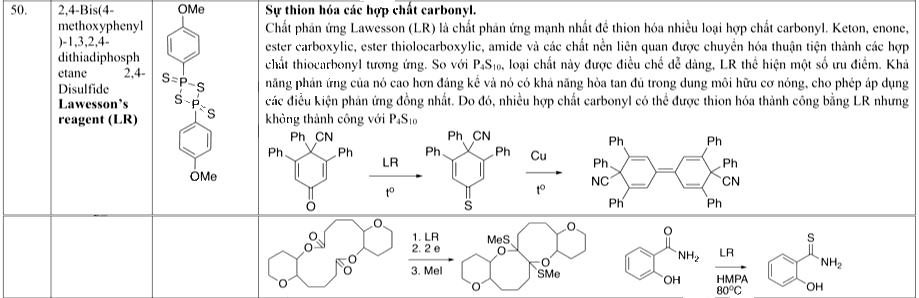 50.
2,4-Bis(4-
methoxyphenyl
)-1,3,2,4-
dithiadiphosph
etane 2,4-
Disulfide
Lawesson's
reagent (LR)
OMe
S P S
S P S
OMe
Sự thion hóa các hợp chất carbonyl.
Chất phản ứng Lawesson (LR) là chất phản ứng mạnh nhất để thion hóa nhiều loại hợp chất carbonyl. Keton, enone,
ester carboxylic, ester thiolocarboxylic, amide và các chất nền liên quan được chuyển hóa thuận tiện thành các hợp
chất thiocarbonyl tương ứng. So với P₄S₁₀, loại chất này được điều chế dễ dàng, LR thể hiện một số ưu điểm. Khả
năng phản ứng của nó cao hơn đáng kể và nó có khả năng hòa tan đủ trong dung môi hữu cơ nóng, cho phép áp dụng
các điều kiện phản ứng đồng nhất. Do đó, nhiều hợp chất carbonyl có thể được thion hóa thành công bằng LR nhưng
không thành công với P₄S₁₀
Ph CN
Ph Ph
O
LR
tº
Ph CN
Ph Ph
S
Cu
tº
Ph Ph
Ph Ph
NC CN
Ph Ph
O
O
O
O
O
O
1. LR
2. 2 e
3. MeI
O
MeS
O
O
SMe
O
O
NH₂
OH
LR
HMPA
80ºC
S
NH₂
OH